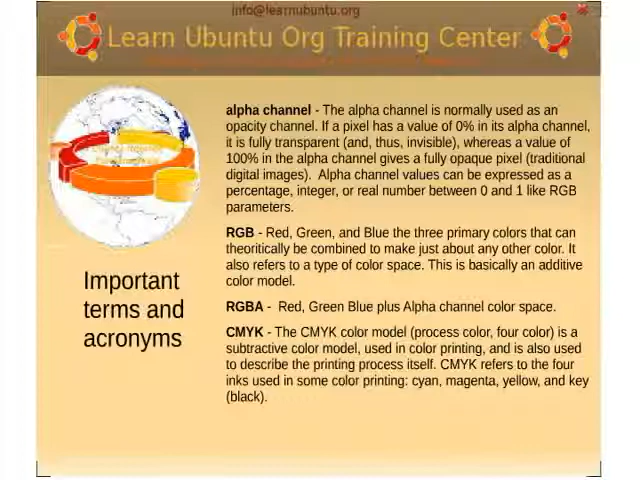 info@learnubuntu.org
Learn Ubuntu Org Training Center
alpha channel - The alpha channel is normally used as an
opacity channel. If a pixel has a value of 0% in its alpha channel,
it is fully transparent (and, thus, invisible), whereas a value of
100% in the alpha channel gives a fully opaque pixel (traditional
digital images).  Alpha channel values can be expressed as a
percentage, integer, or real number between 0 and 1 like RGB
parameters.
RGB - Red, Green, and Blue the three primary colors that can
theoritically be combined to make just about any other color. It
also refers to a type of color space. This is basically an additive
color model.
Important
terms and
acronyms
RGBA -  Red, Green Blue plus Alpha channel color space.
CMYK - The CMYK color model (process color, four color) is a
subtractive color model, used in color printing, and is also used
to describe the printing process itself. CMYK refers to the four
inks used in some color printing: cyan, magenta, yellow, and key
(black).